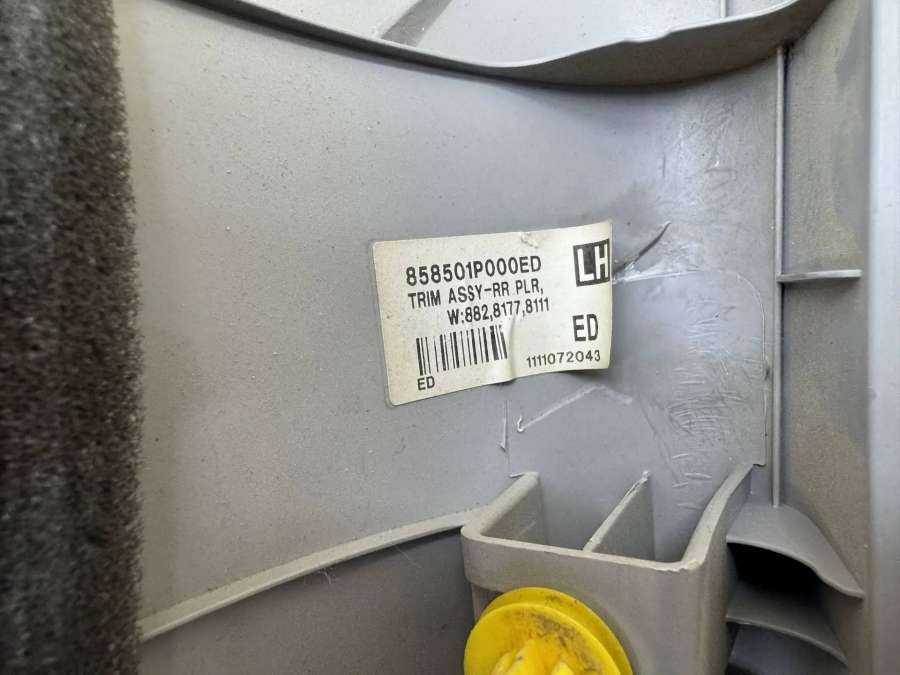 858501P000ED
LH
TRIM ASSY-RR PLR,
W:882,8177,8111
ED
1111072043
ED